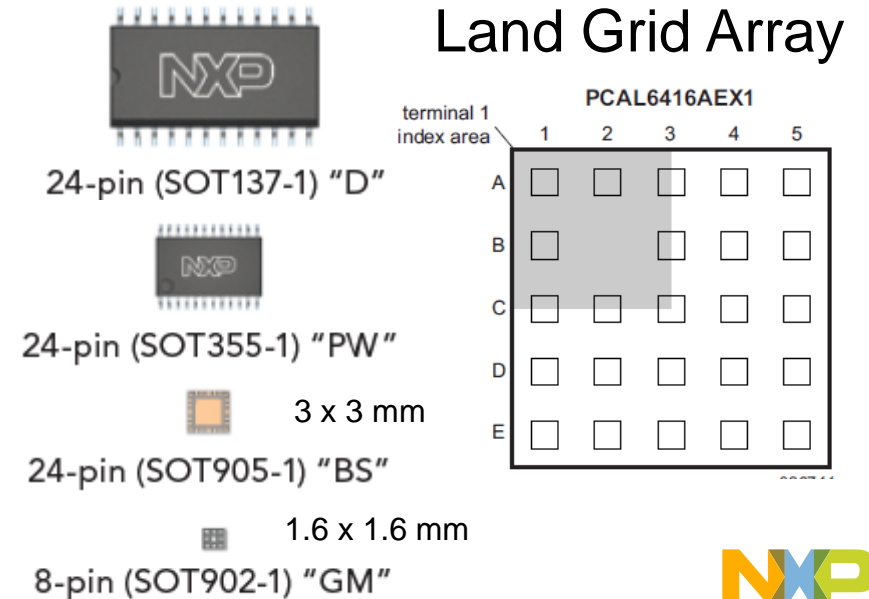 Land Grid Array
NXP
24-pin (SOT137-1) “D”
NXP
24-pin (SOT355-1) “PW”
3 x 3 mm
24-pin (SOT905-1) “BS”
1.6 x 1.6 mm
8-pin (SOT902-1) “GM”
PCAL6416AEX1
terminal 1
index area
1 2 3 4 5
A
B
C
D
E
NXP